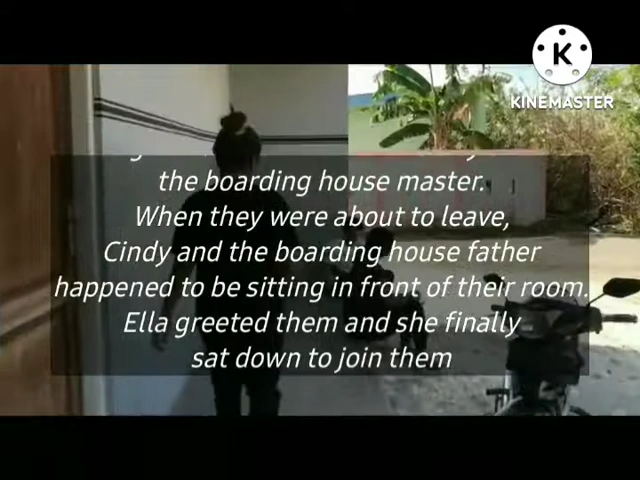 KINEMASTER
the boarding house master.
When they were about to leave,
Cindy and the boarding house father
happened to be sitting in front of their room.
Ella greeted them and she finally
sat down to join them